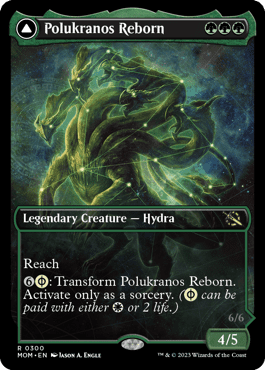 Polukranos Reborn
Legendary Creature — Hydra
Reach
6: Transform Polukranos Reborn.
Activate only as a sorcery. ( can be
paid with either or 2 life.)
6/6
4/5
R 0300
MOM • EN Jason A. Engle
™ & © 2023 Wizards of the Coast